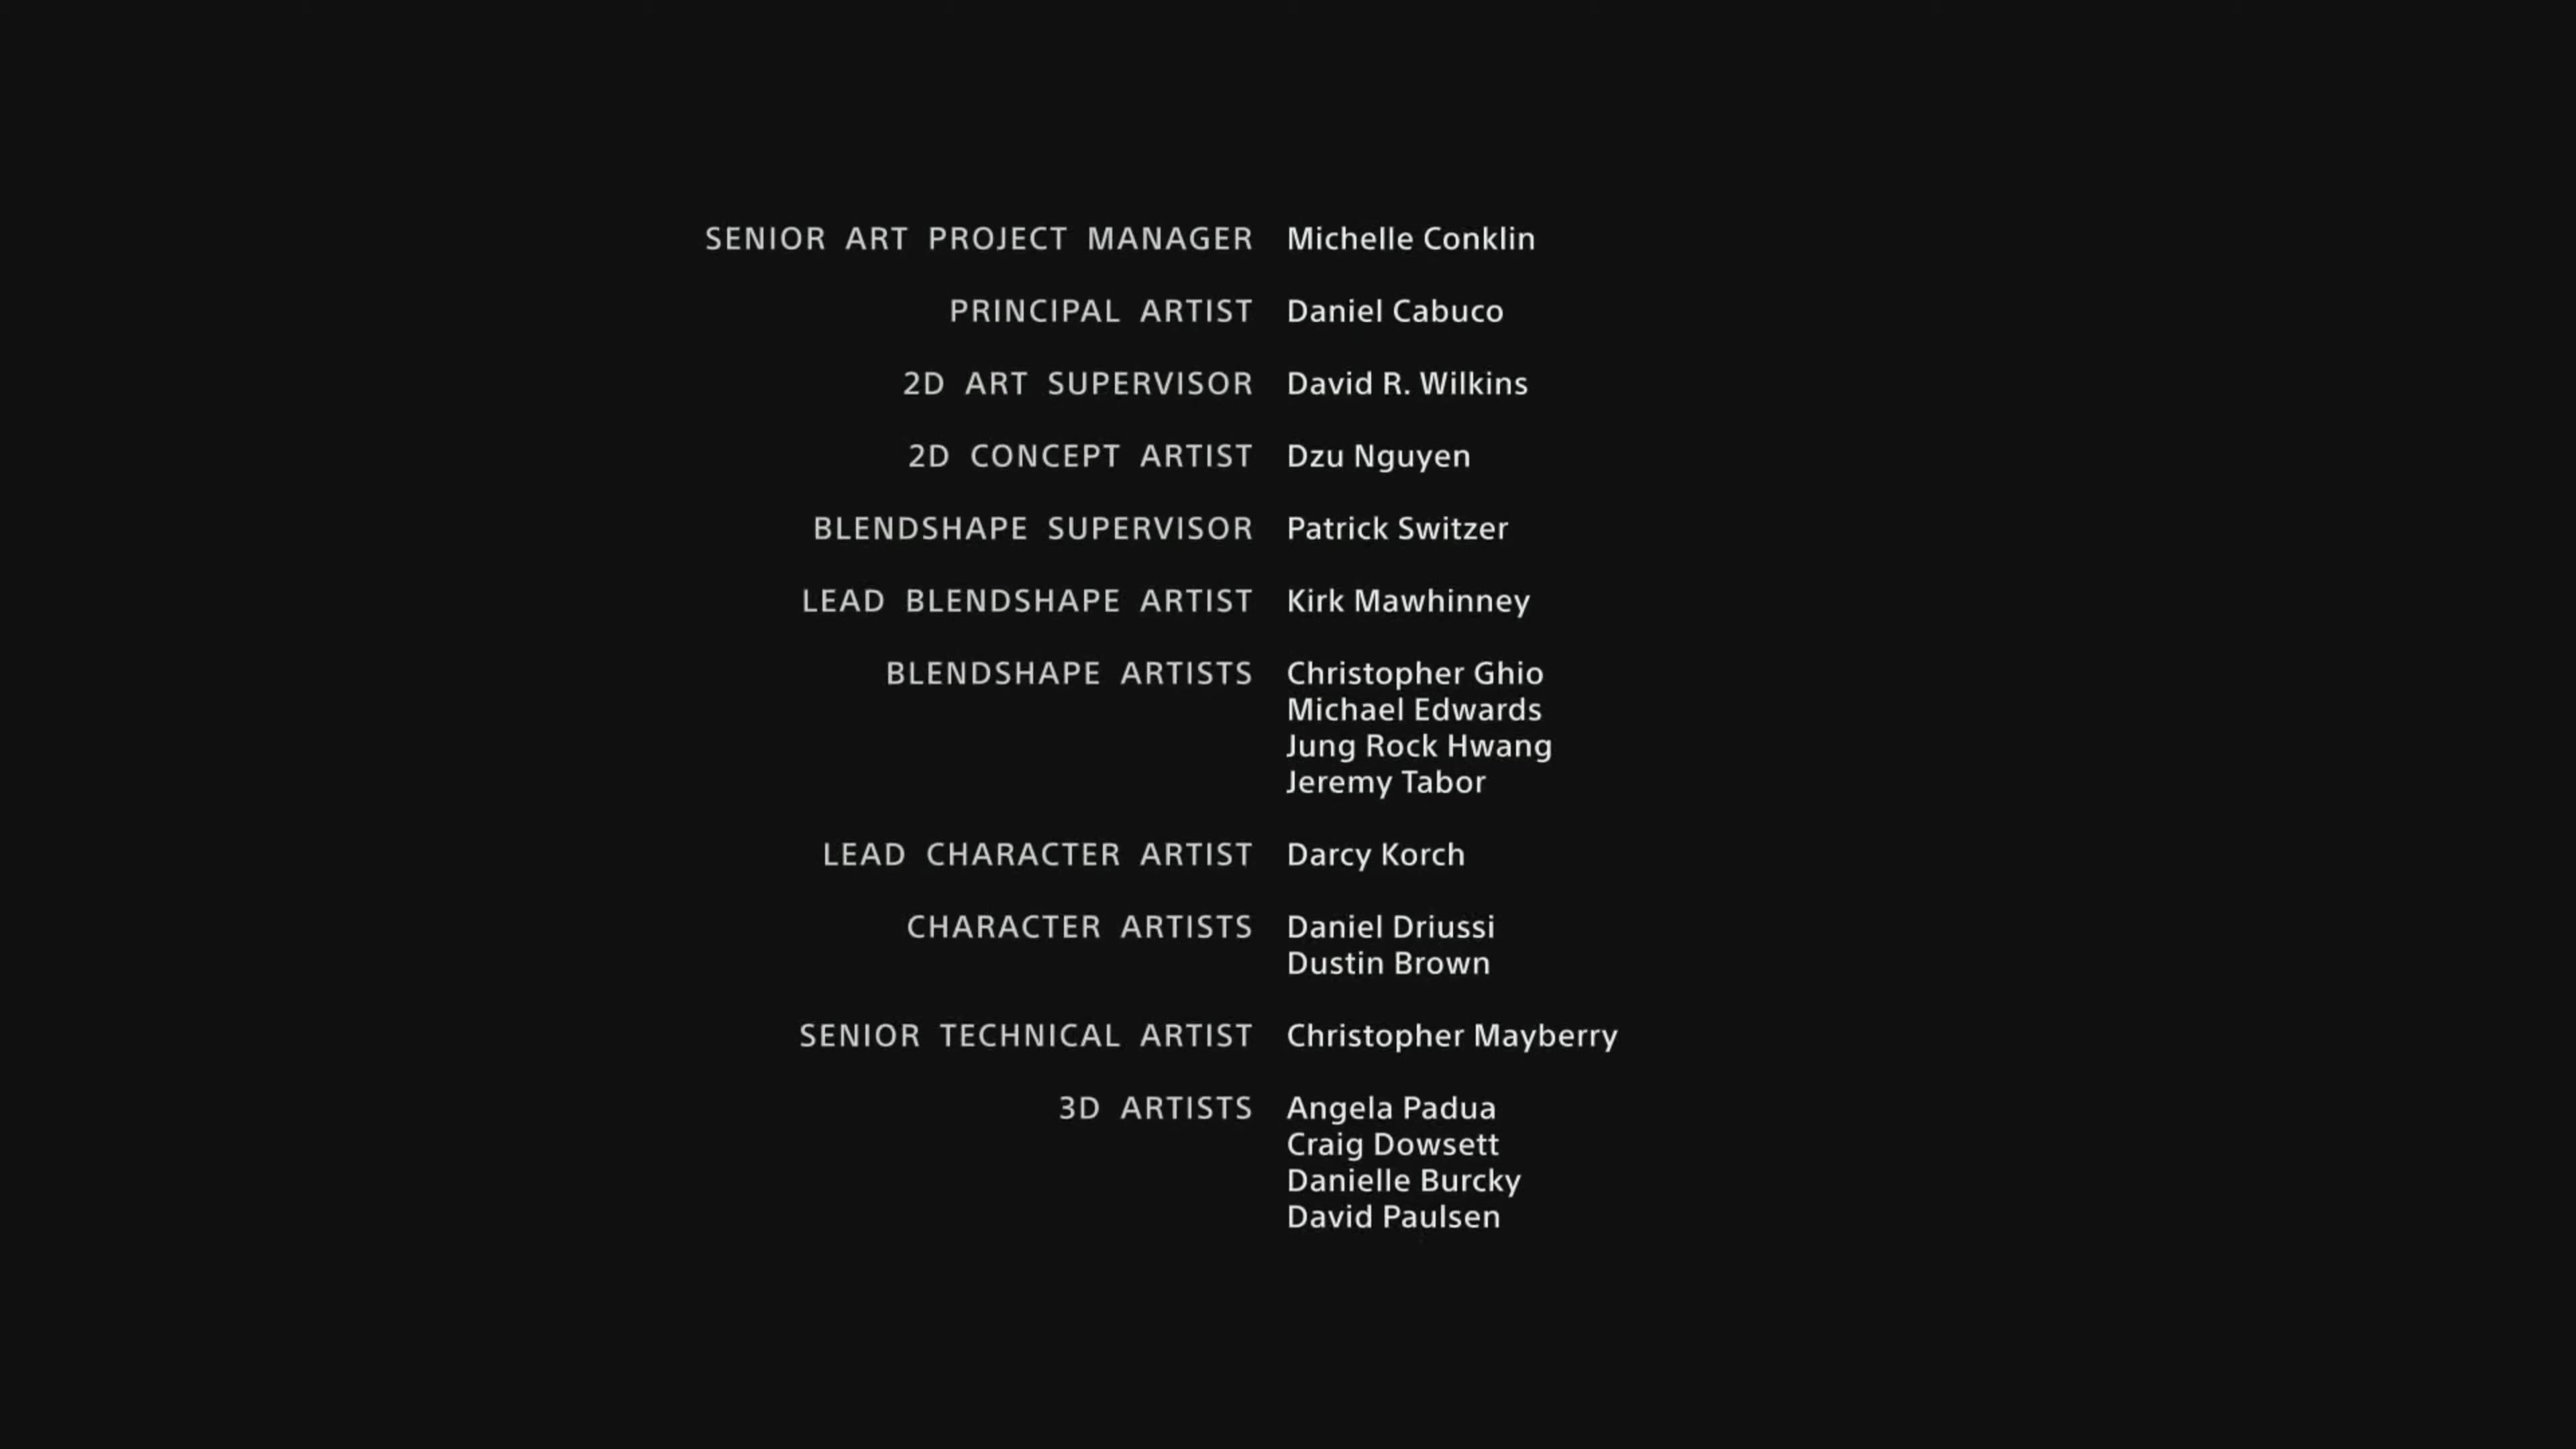 SENIOR ART PROJECT MANAGER Michelle Conklin
PRINCIPAL ARTIST Daniel Cabuco
2D ART SUPERVISOR David R. Wilkins
2D CONCEPT ARTIST Dzu Nguyen
BLENDSHAPE SUPERVISOR Patrick Switzer
LEAD BLENDSHAPE ARTIST Kirk Mawhinney
BLENDSHAPE ARTISTS Christopher Ghio
Michael Edwards
Jung Rock Hwang
Jeremy Tabor
LEAD CHARACTER ARTIST Darcy Korch
CHARACTER ARTISTS Daniel Driussi
Dustin Brown
SENIOR TECHNICAL ARTIST Christopher Mayberry
3D ARTISTS Angela Padua
Craig Dowsett
Danielle Burcky
David Paulsen